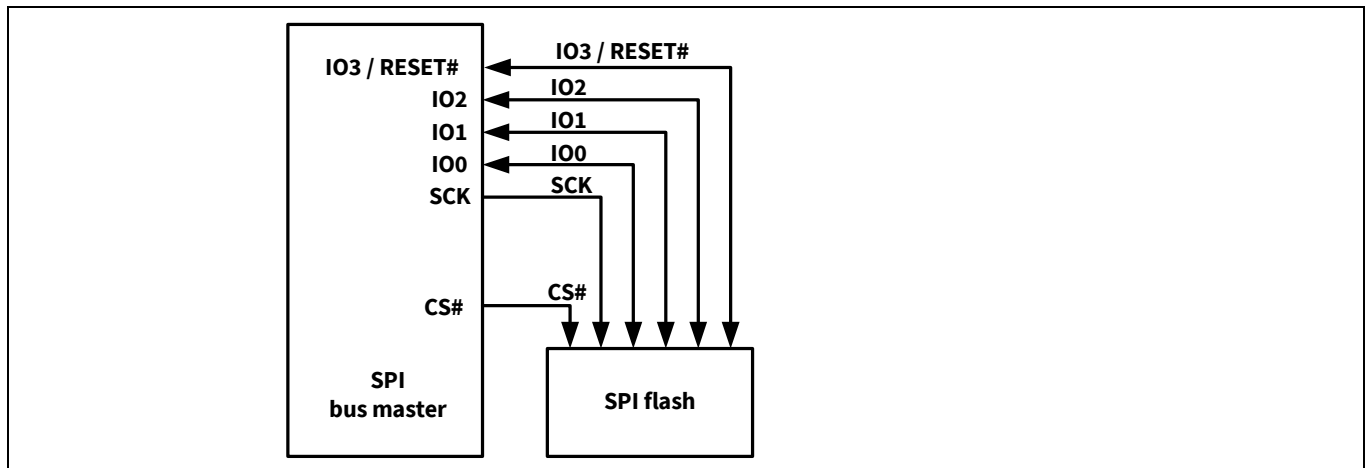 IO3 / RESET#
IO3 / RESET#
IO2
IO2
IO1
IO1
IO0
IO0
SCK
SCK
CS#
CS#
SPI
bus master
SPI flash